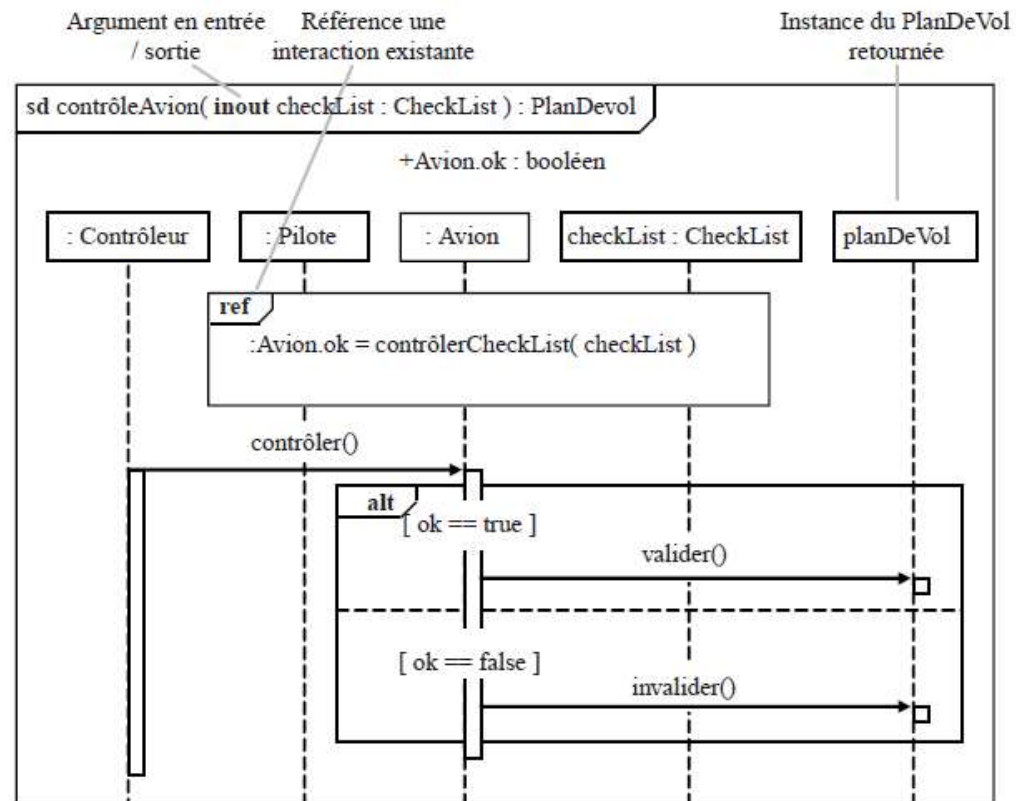 Argument en entrée
/ sortie
Référence une
interaction existante
Instance du PlanDeVol
retournée
sd contrôleAvion( inout checkList : CheckList ) : PlanDevol
+Avion.ok : booléen
: Contrôleur
: Pilote
: Avion
checkList : CheckList
planDeVol
ref
:Avion.ok = contrôlerCheckList( checkList )
contrôler()
alt
[ ok == true ]
valider()
[ ok == false ]
invalider()